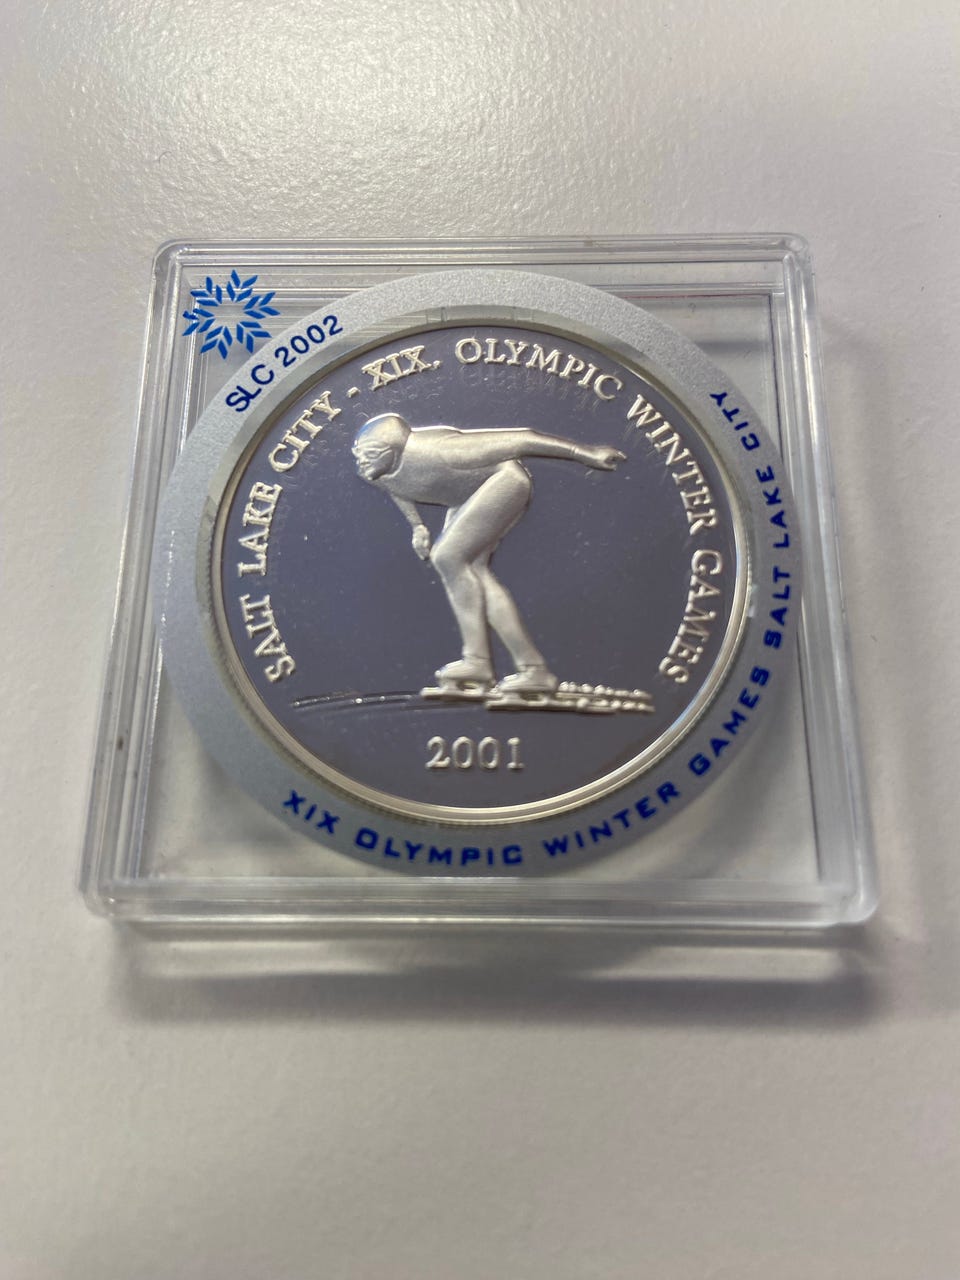 SLC 2002
SALT LAKE CITY - XIX. OLYMPIC WINTER GAMES
2001
XIX OLYMPIC WINTER GAMES SALT LAKE CITY